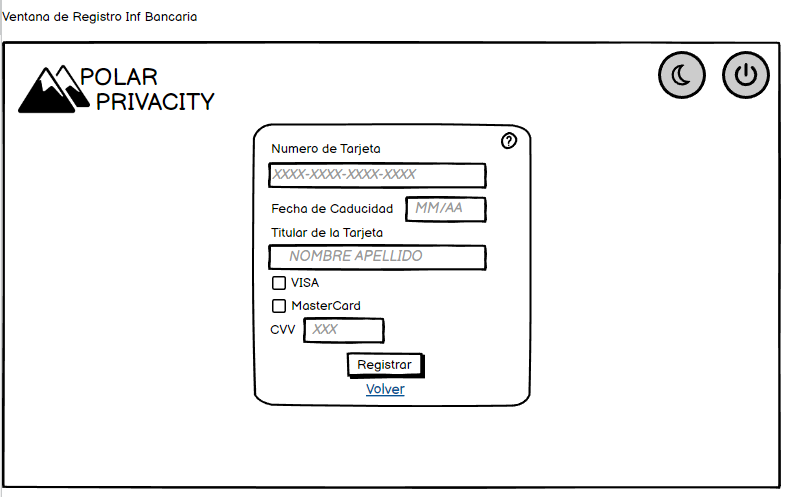 Ventana de Registro Inf Bancaria
POLAR
PRIVACITY
?
Numero de Tarjeta
XXXX-XXXX-XXXX-XXXX
Fecha de Caducidad MM/AA
Titular de la Tarjeta
NOMBRE APELLIDO
VISA
MasterCard
CVV XXX
Registrar
Volver